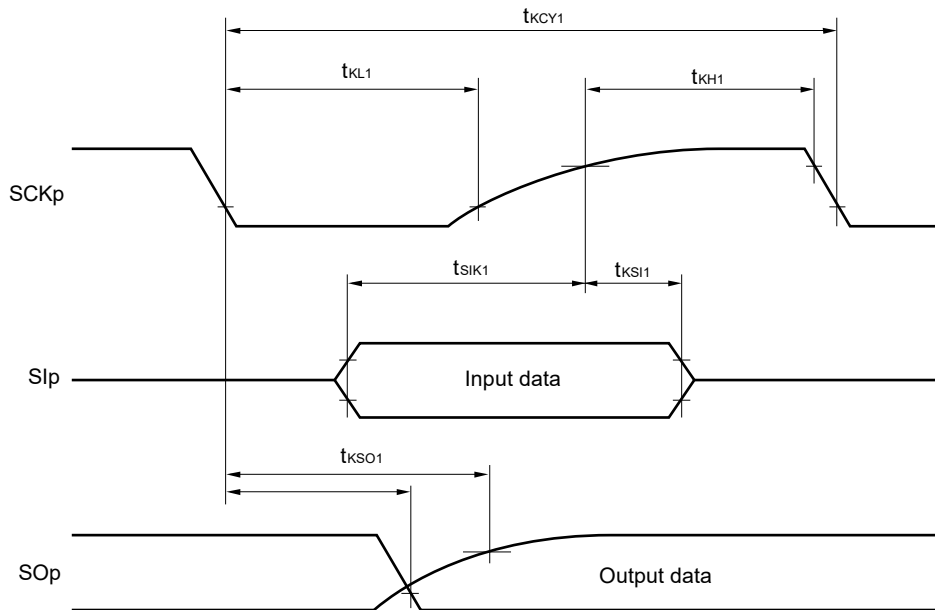 tKCY1
tKL1
tKH1
SCKp
tSIK1
tKSI1
SIp
Input data
tKSO1
SOp
Output data